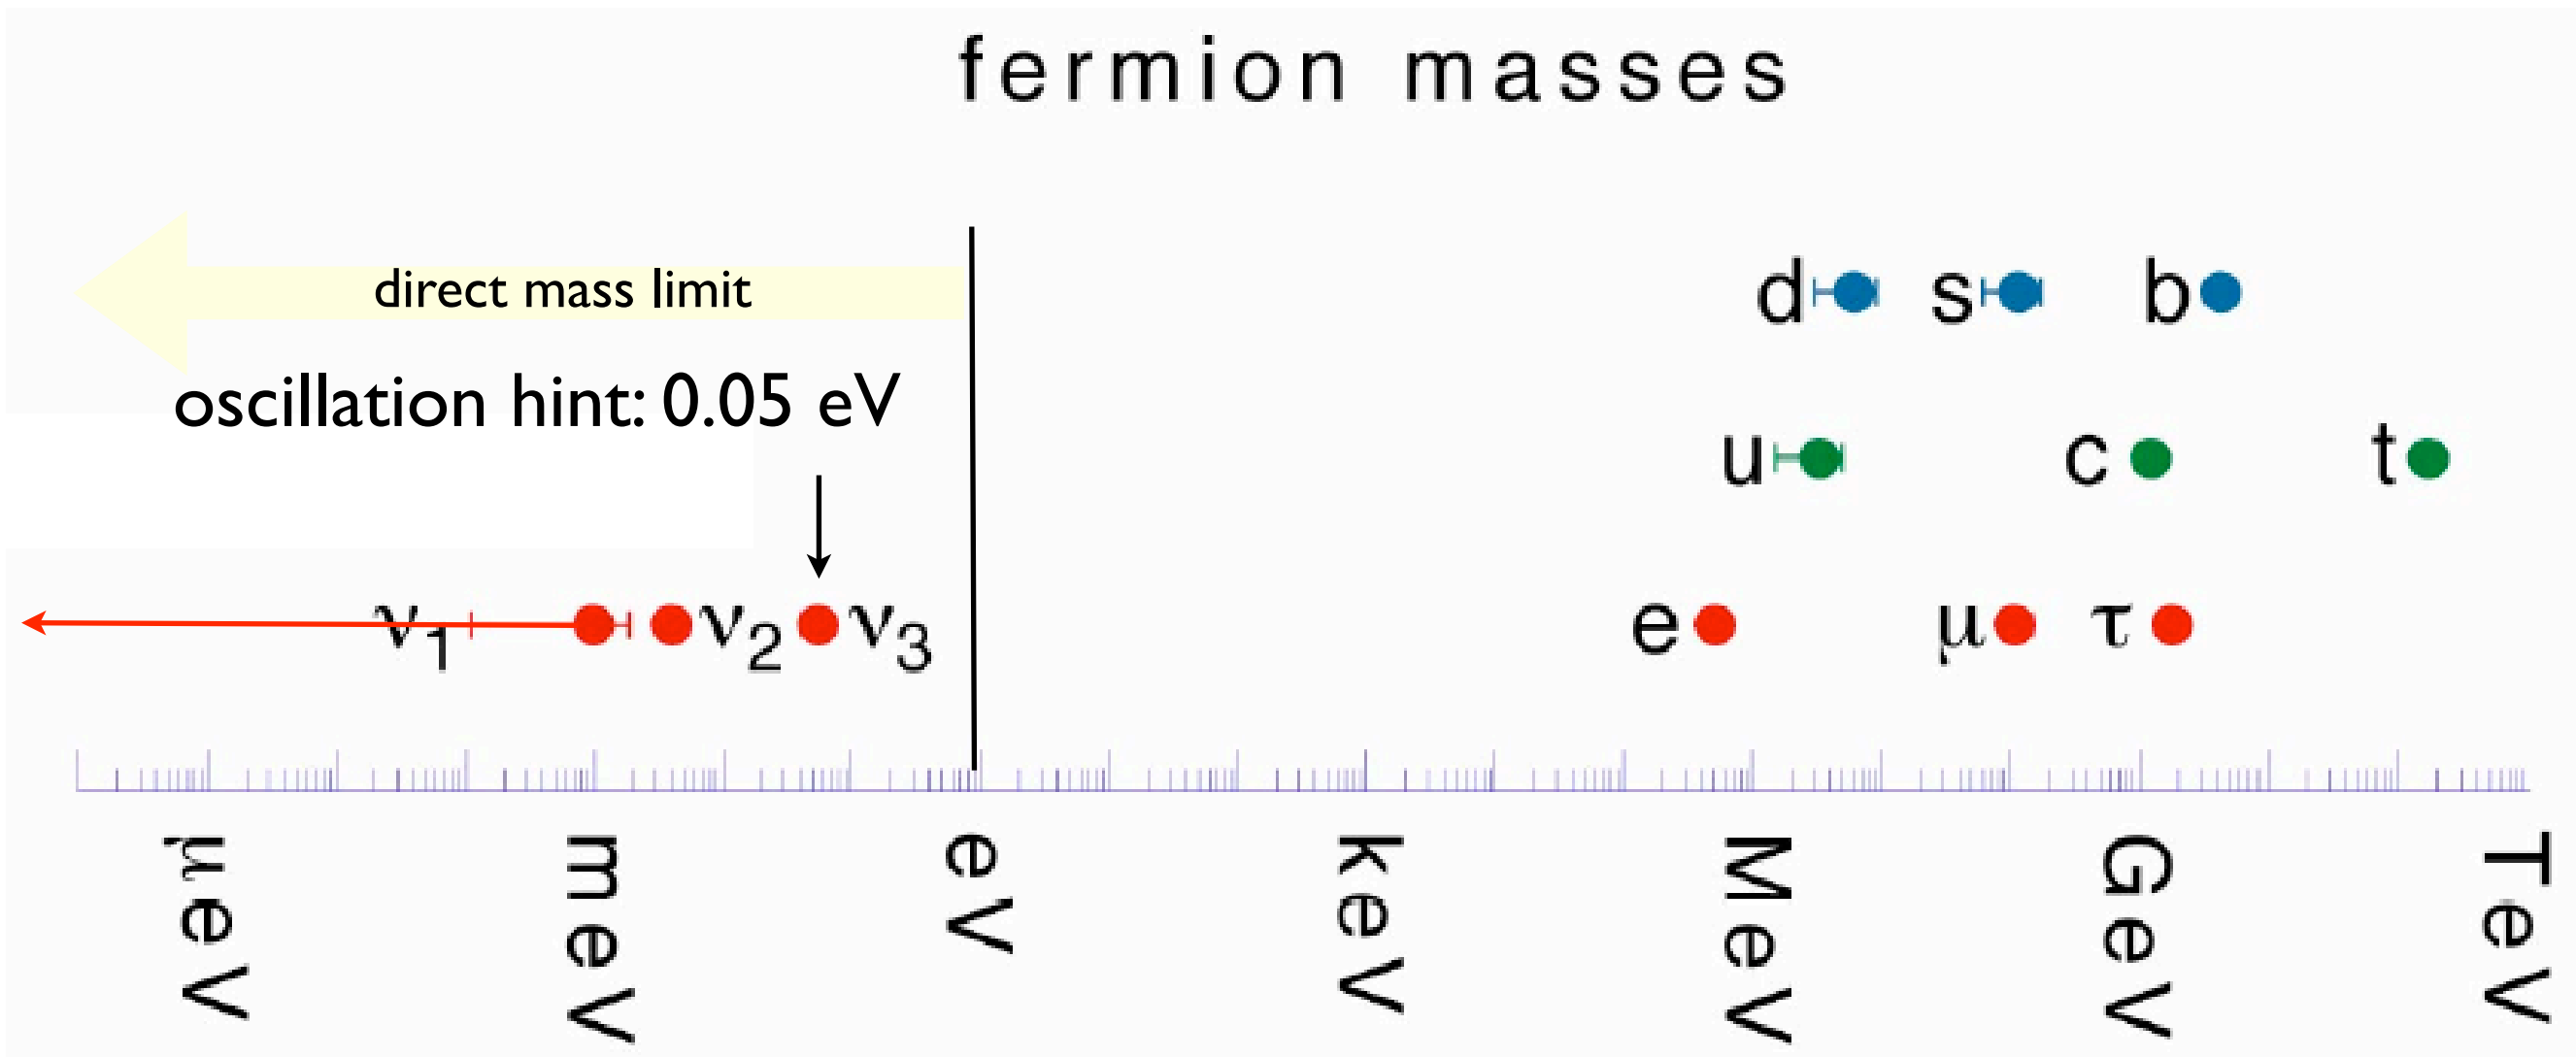 fermion masses
direct mass limit
d s b
oscillation hint: 0.05 eV
u c t
ν1 ν2 ν3 e μ τ
μeV meV eV keV MeV GeV TeV